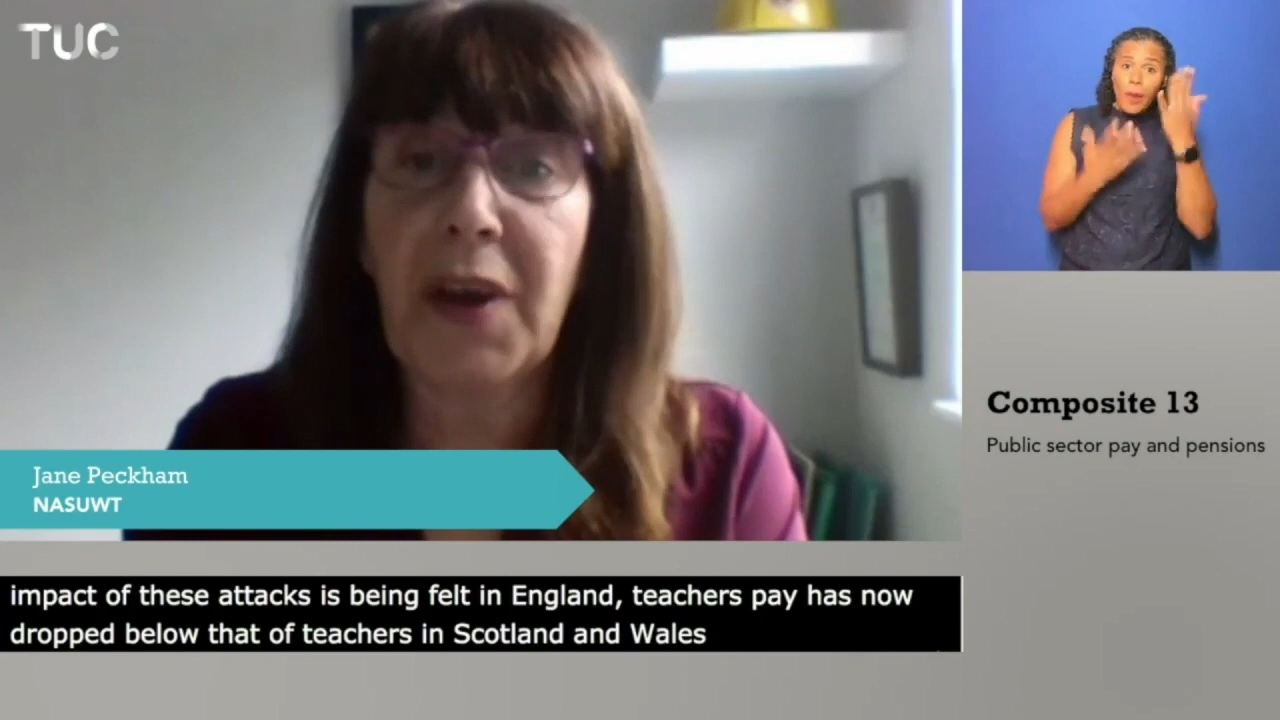 TUC
Jane Peckham
NASUWT
Composite 13
Public sector pay and pensions
impact of these attacks is being felt in England, teachers pay has now
dropped below that of teachers in Scotland and Wales